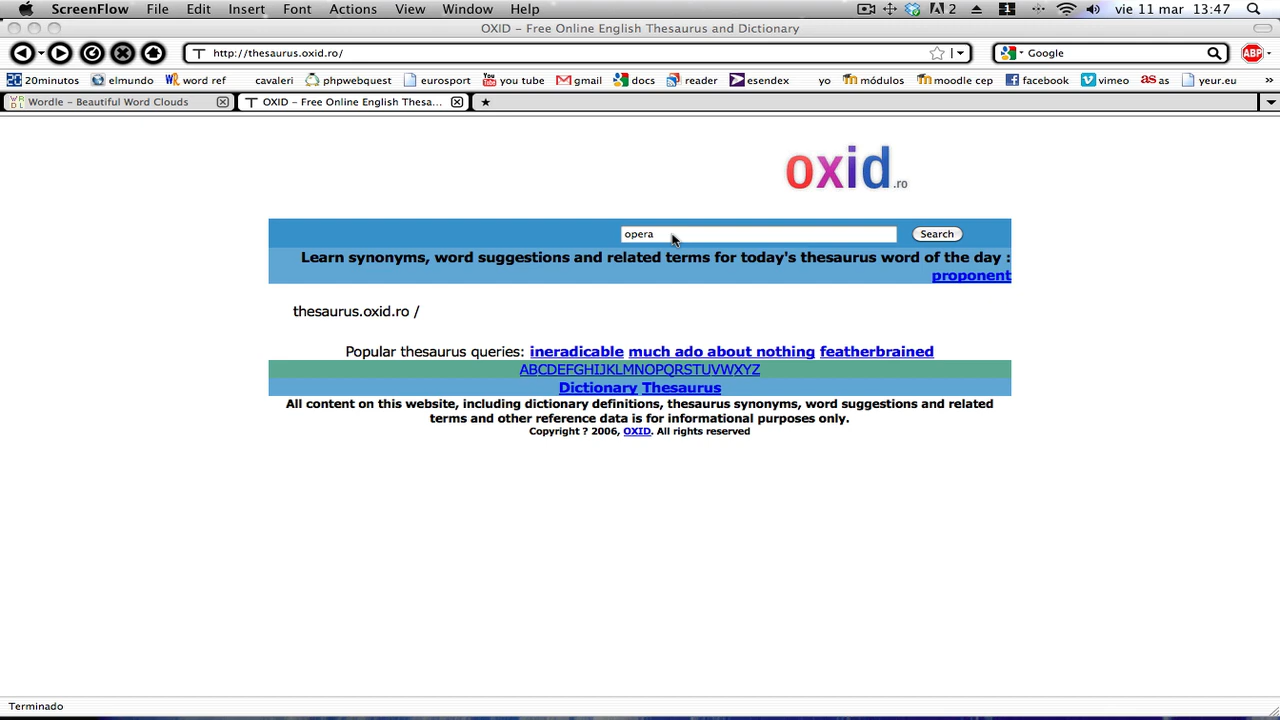 ScreenFlow File Edit Insert Font Actions View Window Help 2 1 vie 11 mar 13:47
OXID – Free Online English Thesaurus and Dictionary
http://thesaurus.oxid.ro/ Google ABP
20minutos elmundo word ref cavaleri phpwebquest eurosport you tube gmail docs reader esendex yo módulos moodle cep facebook vimeo as yeur.eu »
Wordle – Beautiful Word Clouds OXID – Free Online English Thesa...
oxid.ro
opera Search
Learn synonyms, word suggestions and related terms for today's thesaurus word of the day :
proponent
thesaurus.oxid.ro /
Popular thesaurus queries: ineradicable much ado about nothing featherbrained
ABCDEFGHIJKLMNOPQRSTUVWXYZ
Dictionary Thesaurus
All content on this website, including dictionary definitions, thesaurus synonyms, word suggestions and related
terms and other reference data is for informational purposes only.
Copyright ? 2006, OXID. All rights reserved
Terminado